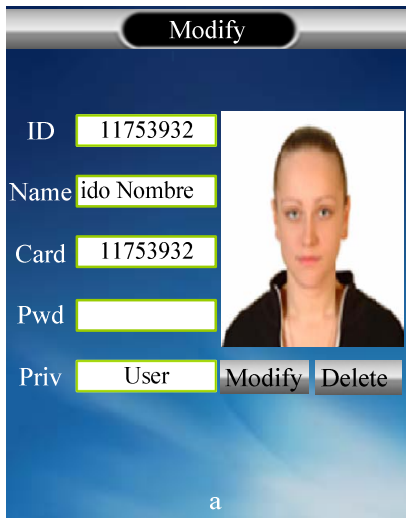 Modify
ID 11753932
Name ido Nombre
Card 11753932
Pwd
Priv User Modify Delete
a